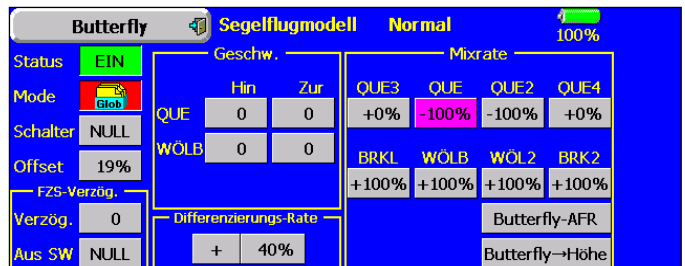 Butterfly Segelflugmodell Normal 100%
Status EIN
Mode Glob
Schalter NULL
Offset 19%
FZS-Verzög.
Verzög. 0
Aus SW NULL
Geschw.
Hin Zur
QUE 0 0
WÖLB 0 0
Differenzierungs-Rate
+ 40%
Mixrate
QUE3 QUE QUE2 QUE4
+0% -100% -100% +0%
BRKL WÖLB WÖL2 BRK2
+100% +100% +100% +100%
Butterfly-AFR
Butterfly→Höhe